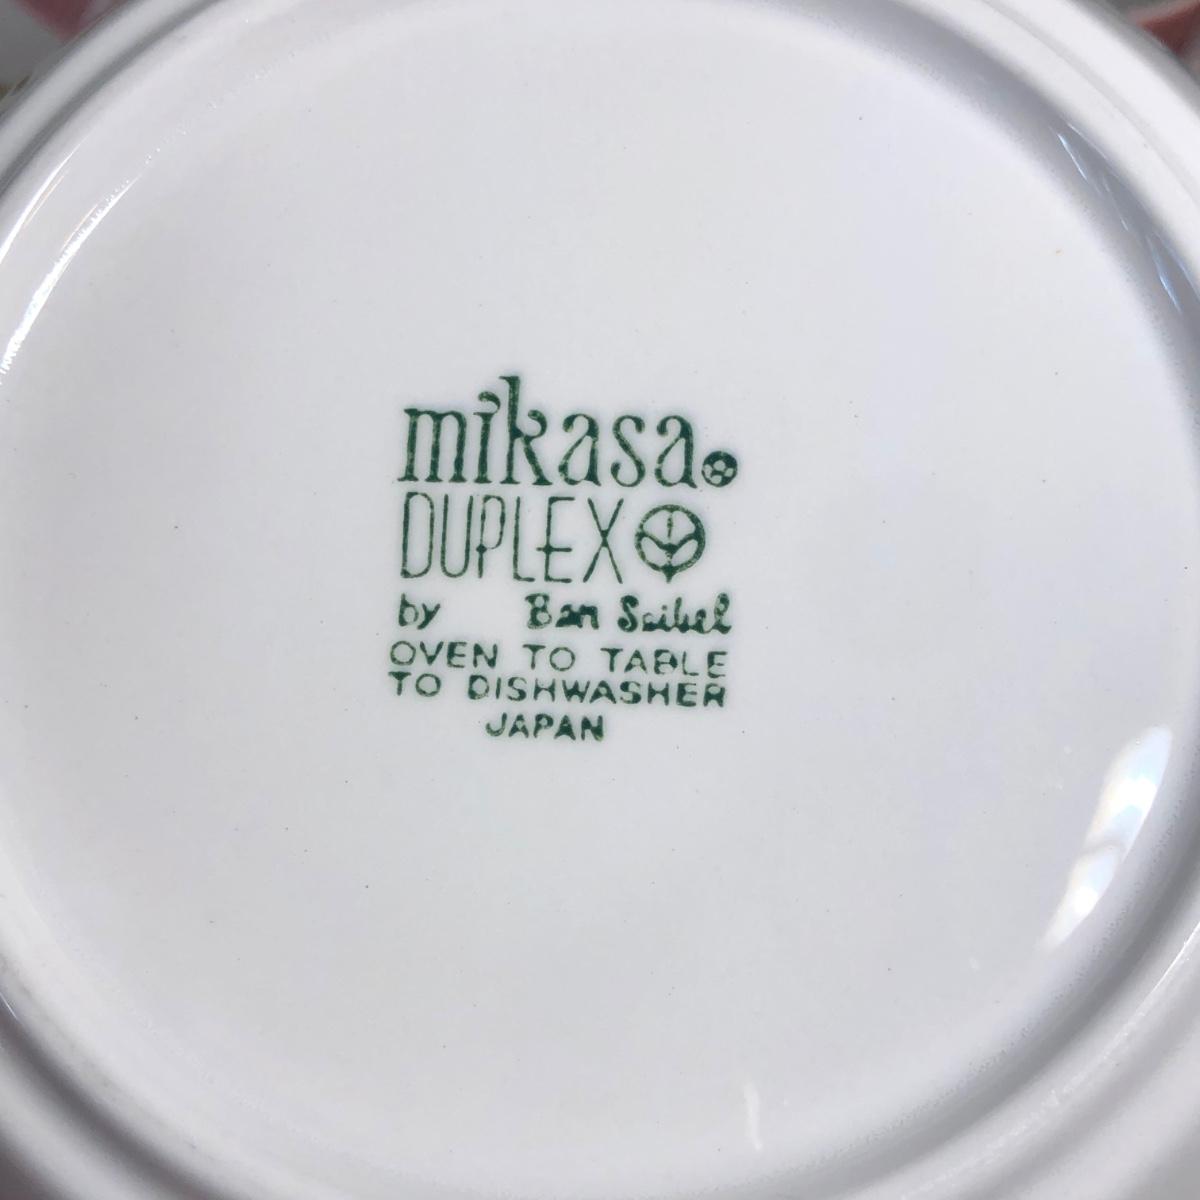 mikasa
DUPLEX
by Ben Seibel
OVEN TO TABLE
TO DISHWASHER
JAPAN